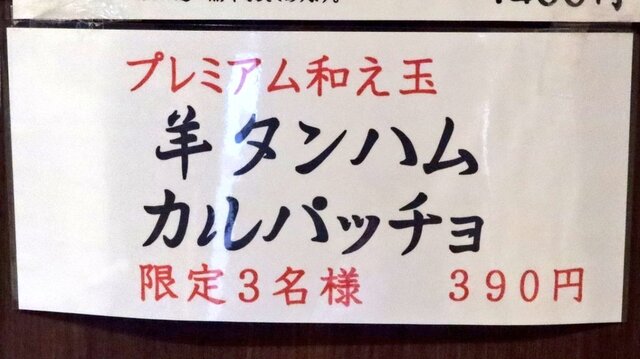 プレミアム和え玉
羊タンハム
カルパッチョ
限定3名様 390円